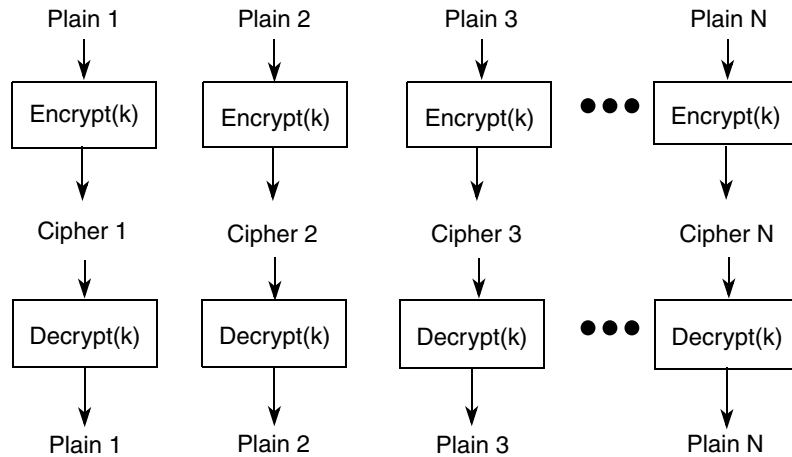 Plain 1
Plain 2
Plain 3
Plain N
Encrypt(k)
Encrypt(k)
Encrypt(k)
Encrypt(k)
Cipher 1
Cipher 2
Cipher 3
Cipher N
Decrypt(k)
Decrypt(k)
Decrypt(k)
Decrypt(k)
Plain 1
Plain 2
Plain 3
Plain N